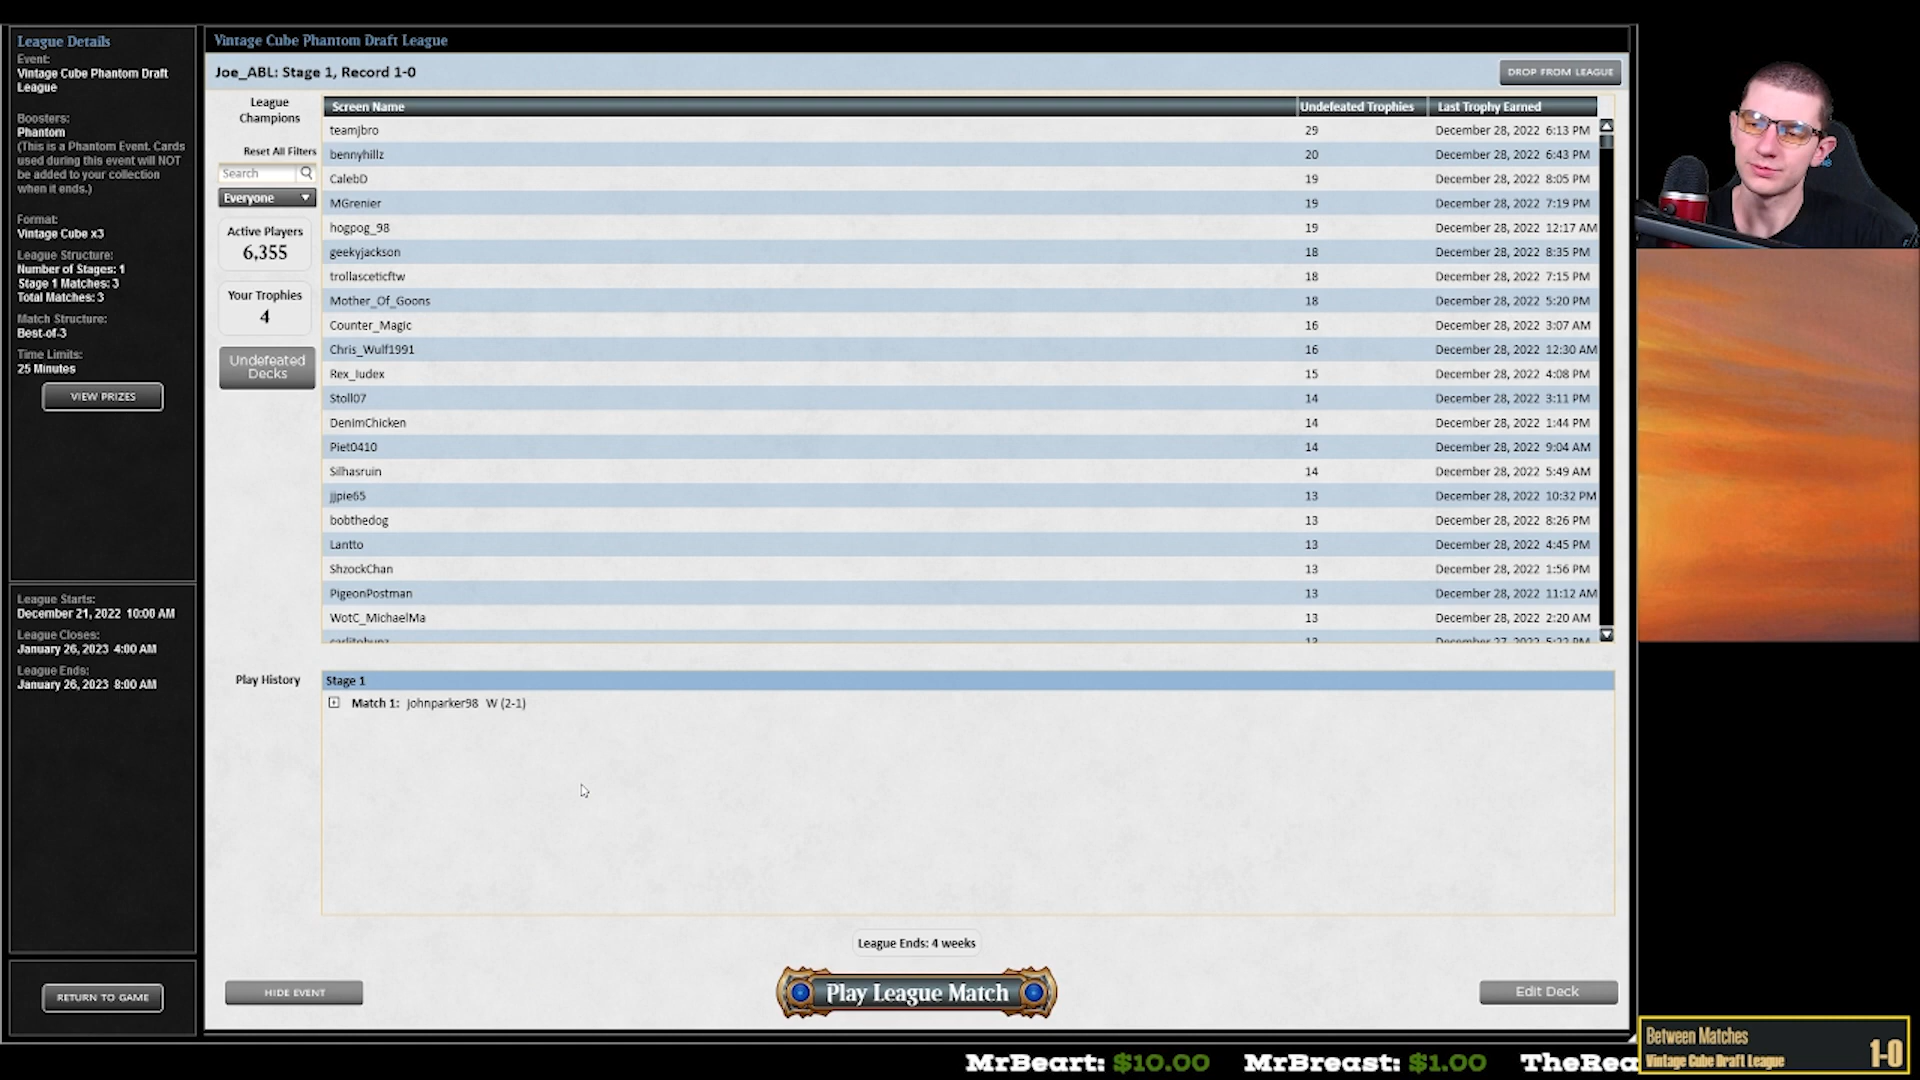 League Details
Event:
Vintage Cube Phantom Draft
League
Boosters:
Phantom
(This is a Phantom Event. Cards
used during this event will NOT
be added to your collection
when it ends.)
Format:
Vintage Cube x3
League Structure:
Number of Stages: 1
Stage 1 Matches: 3
Total Matches: 3
Match Structure:
Best-of-3
Time Limits:
25 Minutes
VIEW PRIZES
League Starts:
December 21, 2022 10:00 AM
League Closes:
January 26, 2023 4:00 AM
League Ends:
January 26, 2023 8:00 AM
RETURN TO GAME
Vintage Cube Phantom Draft League
Joe_ABL: Stage 1, Record 1-0
DROP FROM LEAGUE
League
Champions
Reset All Filters
Search
Everyone
Active Players
6,355
Your Trophies
4
Undefeated
Decks
Screen Name Undefeated Trophies Last Trophy Earned
teamjbro 29 December 28, 2022 6:13 PM
bennyhillz 20 December 28, 2022 6:43 PM
CalebD 19 December 28, 2022 8:05 PM
MGrenier 19 December 28, 2022 7:19 PM
hogpog_98 19 December 28, 2022 12:17 AM
geekyjackson 18 December 28, 2022 8:35 PM
trollasceticftw 18 December 28, 2022 7:15 PM
Mother_Of_Goons 18 December 28, 2022 5:20 PM
Counter_Magic 16 December 28, 2022 3:07 AM
Chris_Wulf1991 16 December 28, 2022 12:30 AM
Rex_Iudex 15 December 28, 2022 4:08 PM
Stoll07 14 December 28, 2022 3:11 PM
DenimChicken 14 December 28, 2022 1:44 PM
Piet0410 14 December 28, 2022 9:04 AM
Silhasruin 14 December 28, 2022 5:49 AM
jjpie65 13 December 28, 2022 10:32 PM
bobthedog 13 December 28, 2022 8:26 PM
Lantto 13 December 28, 2022 4:45 PM
ShzockChan 13 December 28, 2022 1:56 PM
PigeonPostman 13 December 28, 2022 11:12 AM
WotC_MichaelMa 13 December 28, 2022 2:20 AM
Play History
Stage 1
Match 1: johnparker98 W (2-1)
League Ends: 4 weeks
HIDE EVENT
Play League Match
Edit Deck
MrBeart: $10.00 MrBreast: $1.00 TheRea
Between Matches
Vintage Cube Draft League
1-0